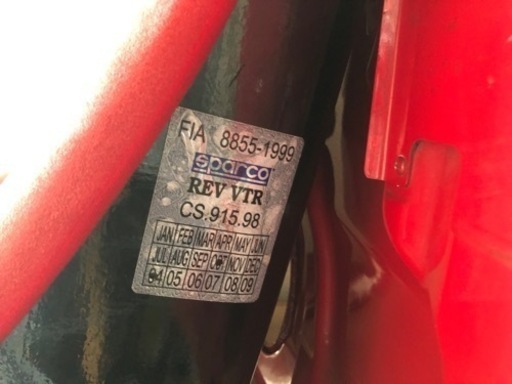 FIA 8855-1999
sparco
REV VTR
CS.915.98
JAN FEB MAR APR MAY JUN
JUL AUG SEP OCT NOV DEC
04 05 06 07 08 09